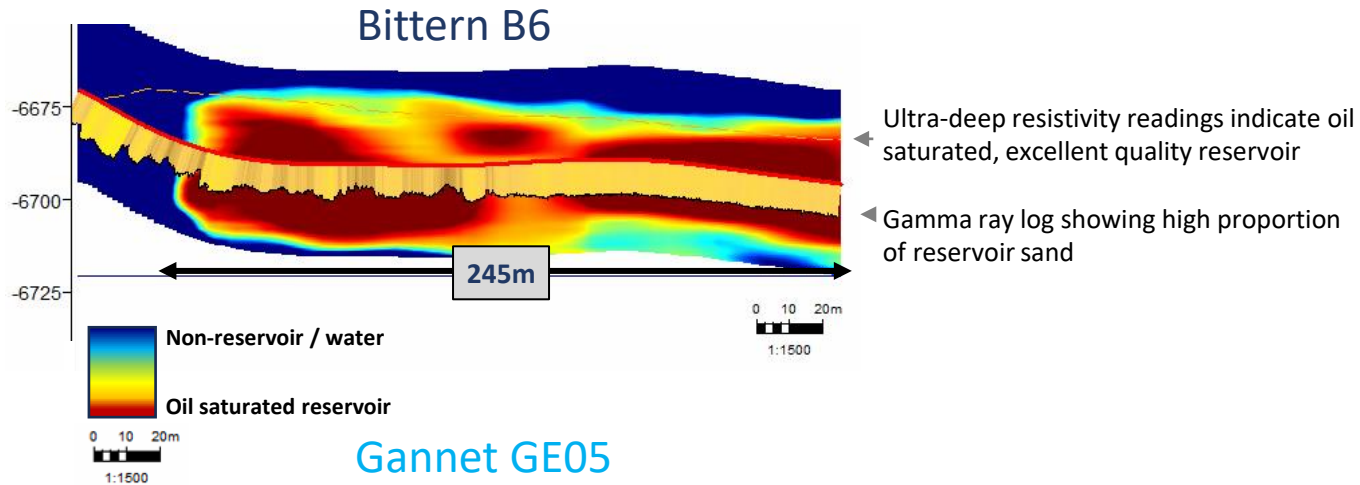 Bittern B6
-6675
-6700
-6725
Ultra-deep resistivity readings indicate oil
saturated, excellent quality reservoir
Gamma ray log showing high proportion
of reservoir sand
245m
0 10 20m
1:1500
Non-reservoir / water
Oil saturated reservoir
0 10 20m
1:1500
Gannet GE05